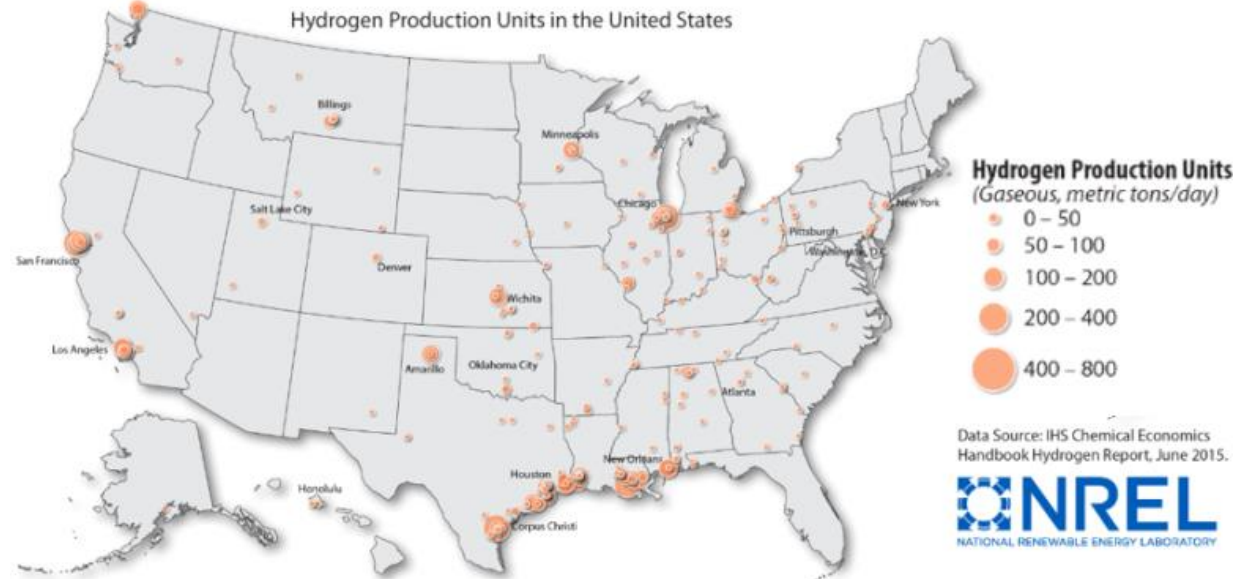 Hydrogen Production Units in the United States
Billings
Minneapolis
Chicago
Salt Lake City
New York
Pittsburgh
Washington, D.C
San Francisco
Denver
Wichita
Los Angeles
Amarillo
Oklahoma City
Atlanta
New Orleans
Houston
Honolulu
Corpus Christi
Hydrogen Production Units
(Gaseous, metric tons/day)
0 – 50
50 – 100
100 – 200
200 – 400
400 – 800
Data Source: IHS Chemical Economics
Handbook Hydrogen Report, June 2015.
NREL
NATIONAL RENEWABLE ENERGY LABORATORY